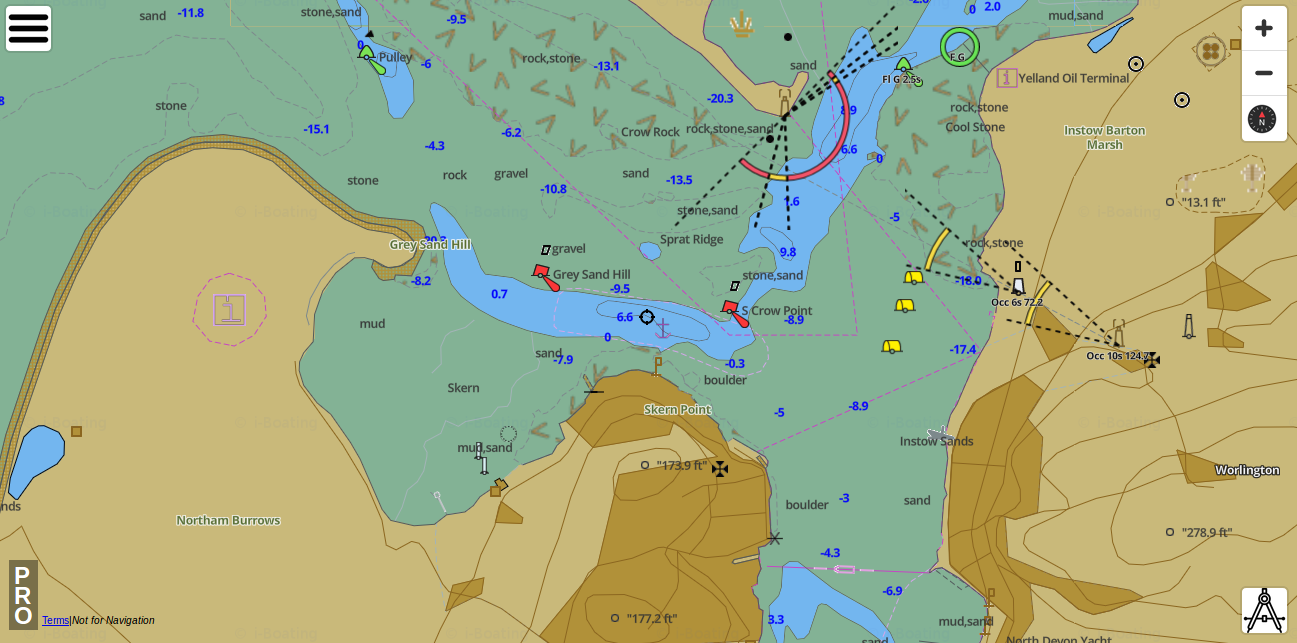 -11.8
stone,sand
sand
-9.5
-2.8
0
2.0
mud,sand
0
Pulley
-6
rock,stone
-13.1
sand
F G
Yelland Oil Terminal
Fl G 2.5s
stone
-20.3
8.9
rock,stone
-15.1
-6.2
Crow Rock
rock,stone,sand
Cool Stone
Instow Barton
Marsh
-4.3
6.6
0
stone
rock
gravel
sand
-13.5
-10.8
1.6
"13.1 ft"
stone,sand
-5
Grey Sand Hill
Sprat Ridge
rock,stone
gravel
9.8
-8.2
Grey Sand Hill
stone,sand
-18.0
0.7
-9.5
Occ 6s 72.2
S Crow Point
6.6
-8.9
mud
0
sand
-7.9
-17.4
Occ 10s 124.7
-0.3
boulder
Skern
Skern Point
-5
-8.9
Instow Sands
mud,sand
"173.9 ft"
Worlington
boulder
-3
sand
Northam Burrows
"278.9 ft"
-4.3
PRO
-6.9
Terms|Not for Navigation
"177.2 ft"
3.3
mud,sand
sand
North Devon Yacht
N
© i-Boating